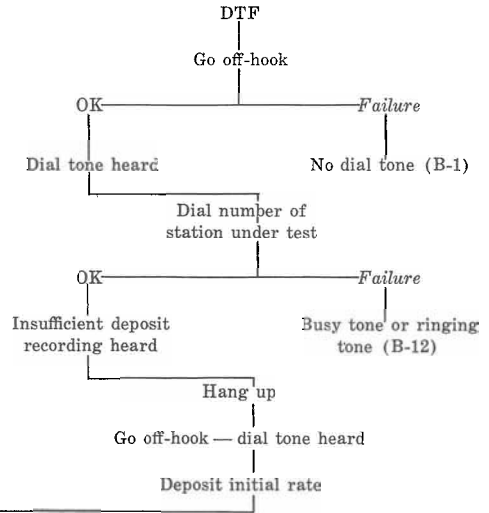 DTF
Go off-hook
OK Failure
Dial tone heard No dial tone (B-1)
Dial number of
station under test
OK Failure
Insufficient deposit Busy tone or ringing
recording heard tone (B-12)
Hang up
Go off-hook — dial tone heard
Deposit initial rate